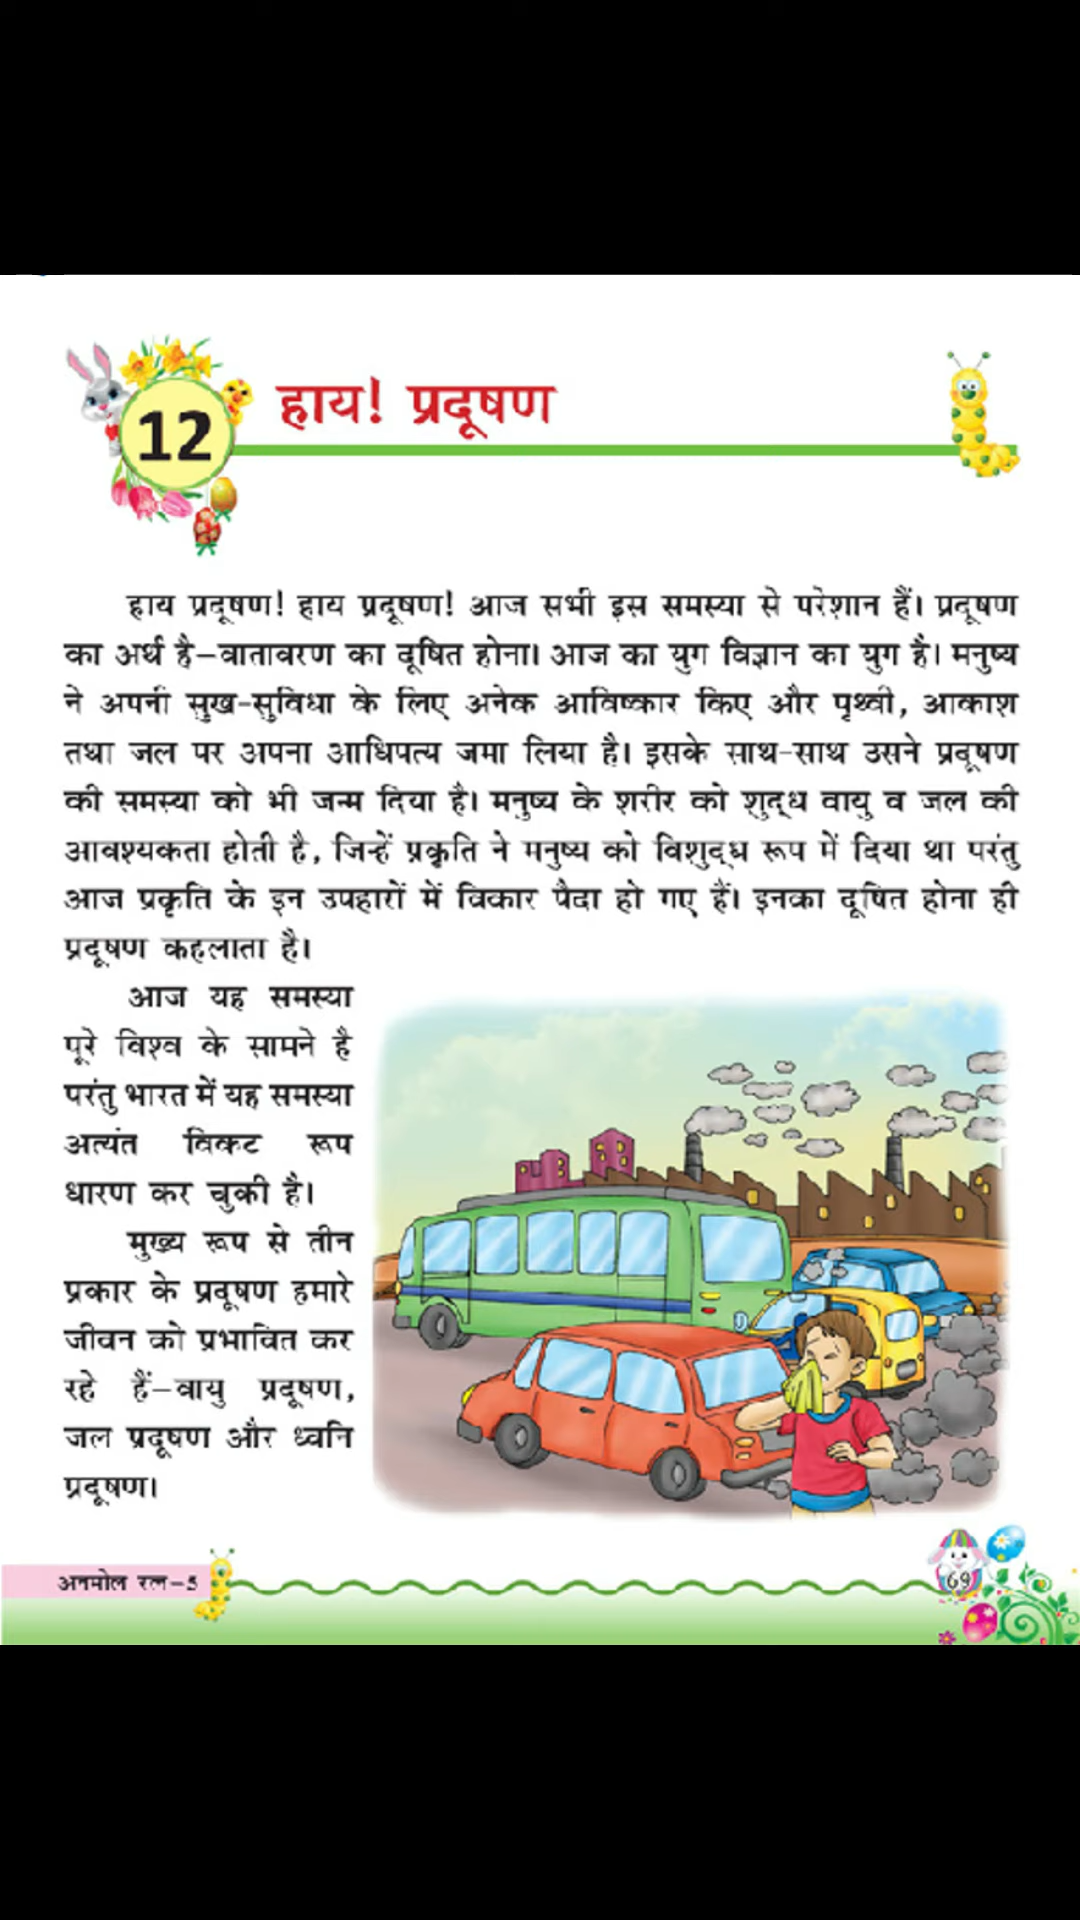 12
हाय! प्रदूषण
हाय प्रदूषण! हाय प्रदूषण! आज सभी इस समस्या से परेशान हैं। प्रदूषण
का अर्थ है–वातावरण का दूषित होना। आज का युग विज्ञान का युग है। मनुष्य
ने अपनी सुख-सुविधा के लिए अनेक आविष्कार किए और पृथ्वी, आकाश
तथा जल पर अपना आधिपत्य जमा लिया है। इसके साथ-साथ उसने प्रदूषण
की समस्या को भी जन्म दिया है। मनुष्य के शरीर को शुद्ध वायु व जल की
आवश्यकता होती है, जिन्हें प्रकृति ने मनुष्य को विशुद्ध रूप में दिया था परंतु
आज प्रकृति के इन उपहारों में विकार पैदा हो गए हैं। इनका दूषित होना ही
प्रदूषण कहलाता है।
आज यह समस्या
पूरे विश्व के सामने है
परंतु भारत में यह समस्या
अत्यंत विकट रूप
धारण कर चुकी है।
मुख्य रूप से तीन
प्रकार के प्रदूषण हमारे
जीवन को प्रभावित कर
रहे हैं–वायु प्रदूषण,
जल प्रदूषण और ध्वनि
प्रदूषण।
अनमोल रत्न–5
69